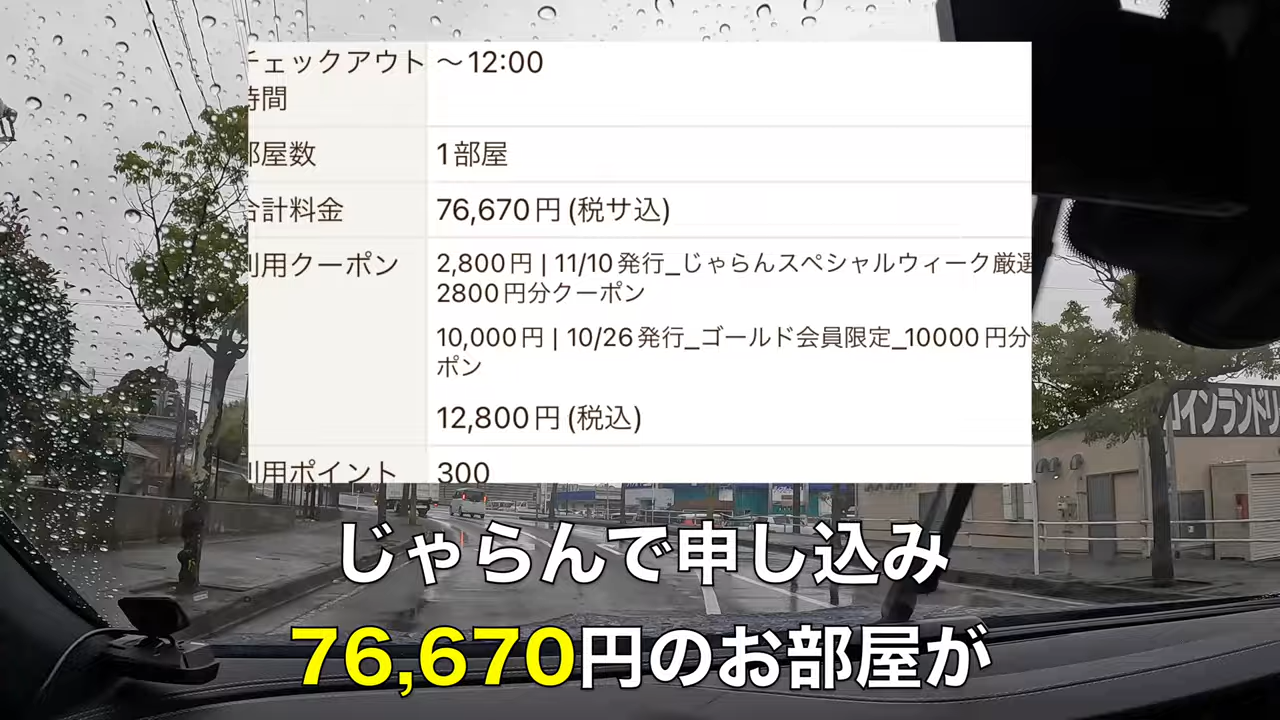 チェックアウト ～12:00
時間
部屋数 1部屋
合計料金 76,670円 (税サ込)
利用クーポン 2,800円 | 11/10発行_じゃらんスペシャルウィーク厳選
2800円分クーポン
10,000円 | 10/26発行_ゴールド会員限定_10000円分
ポン
12,800円 (税込)
利用ポイント 300
インランドリ
じゃらんで申し込み
76,670円のお部屋が